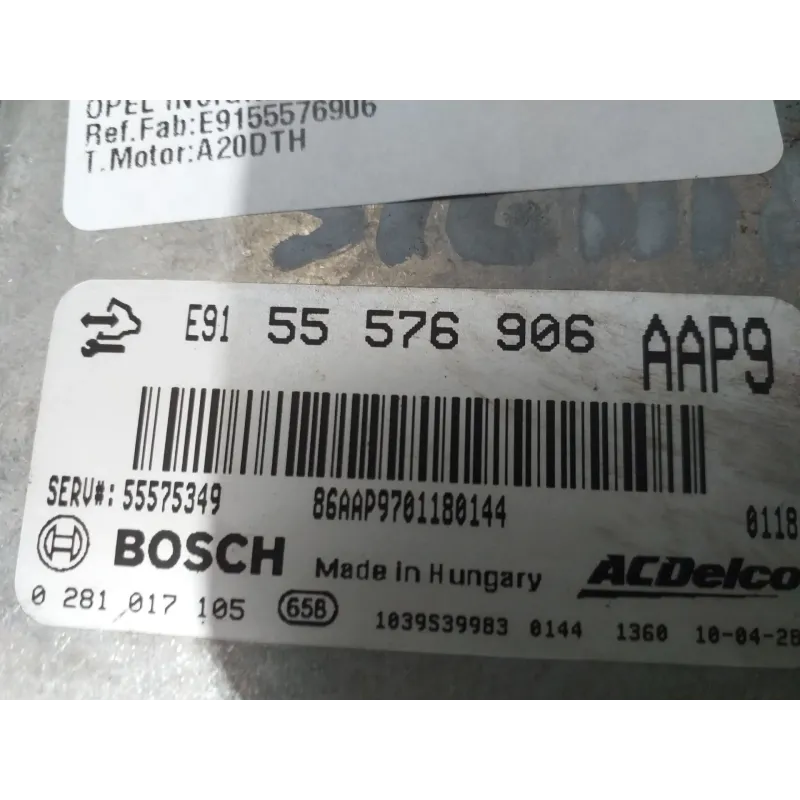 OPEL
Ref.Fab:E9155576906
T.Motor:A20DTH
E91 55 576 906 AAP9
SERV#: 55575349 86AAP9701180144 0118
BOSCH Made in Hungary ACDelco
0 281 017 105 658 1039S39983 0144 1360 10-04-28